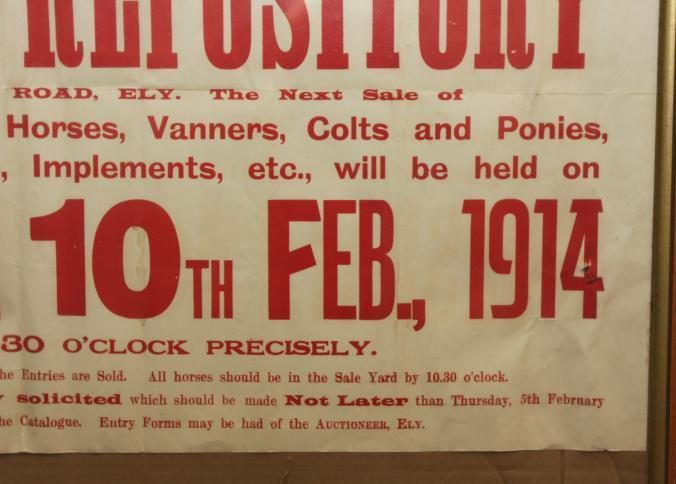 REPOSITORY
ROAD, ELY. The Next Sale of
Horses, Vanners, Colts and Ponies,
, Implements, etc., will be held on
10TH FEB., 1914
30 O'CLOCK PRECISELY.
he Entries are Sold. All horses should be in the Sale Yard by 10.30 o'clock.
y solicited which should be made Not Later than Thursday, 5th February
he Catalogue. Entry Forms may be had of the AUCTIONEER, ELY.